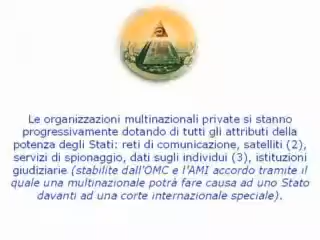 Le organizzazioni multinazionali private si stanno
progressivamente dotando di tutti gli attributi della
potenza degli Stati: reti di comunicazione, satelliti (2),
servizi di spionaggio, dati sugli individui (3), istituzioni
giudiziarie (stabilite dall'OMC e l'AMI accordo tramite il
quale una multinazionale potrà fare causa ad uno Stato
davanti ad una corte internazionale speciale).